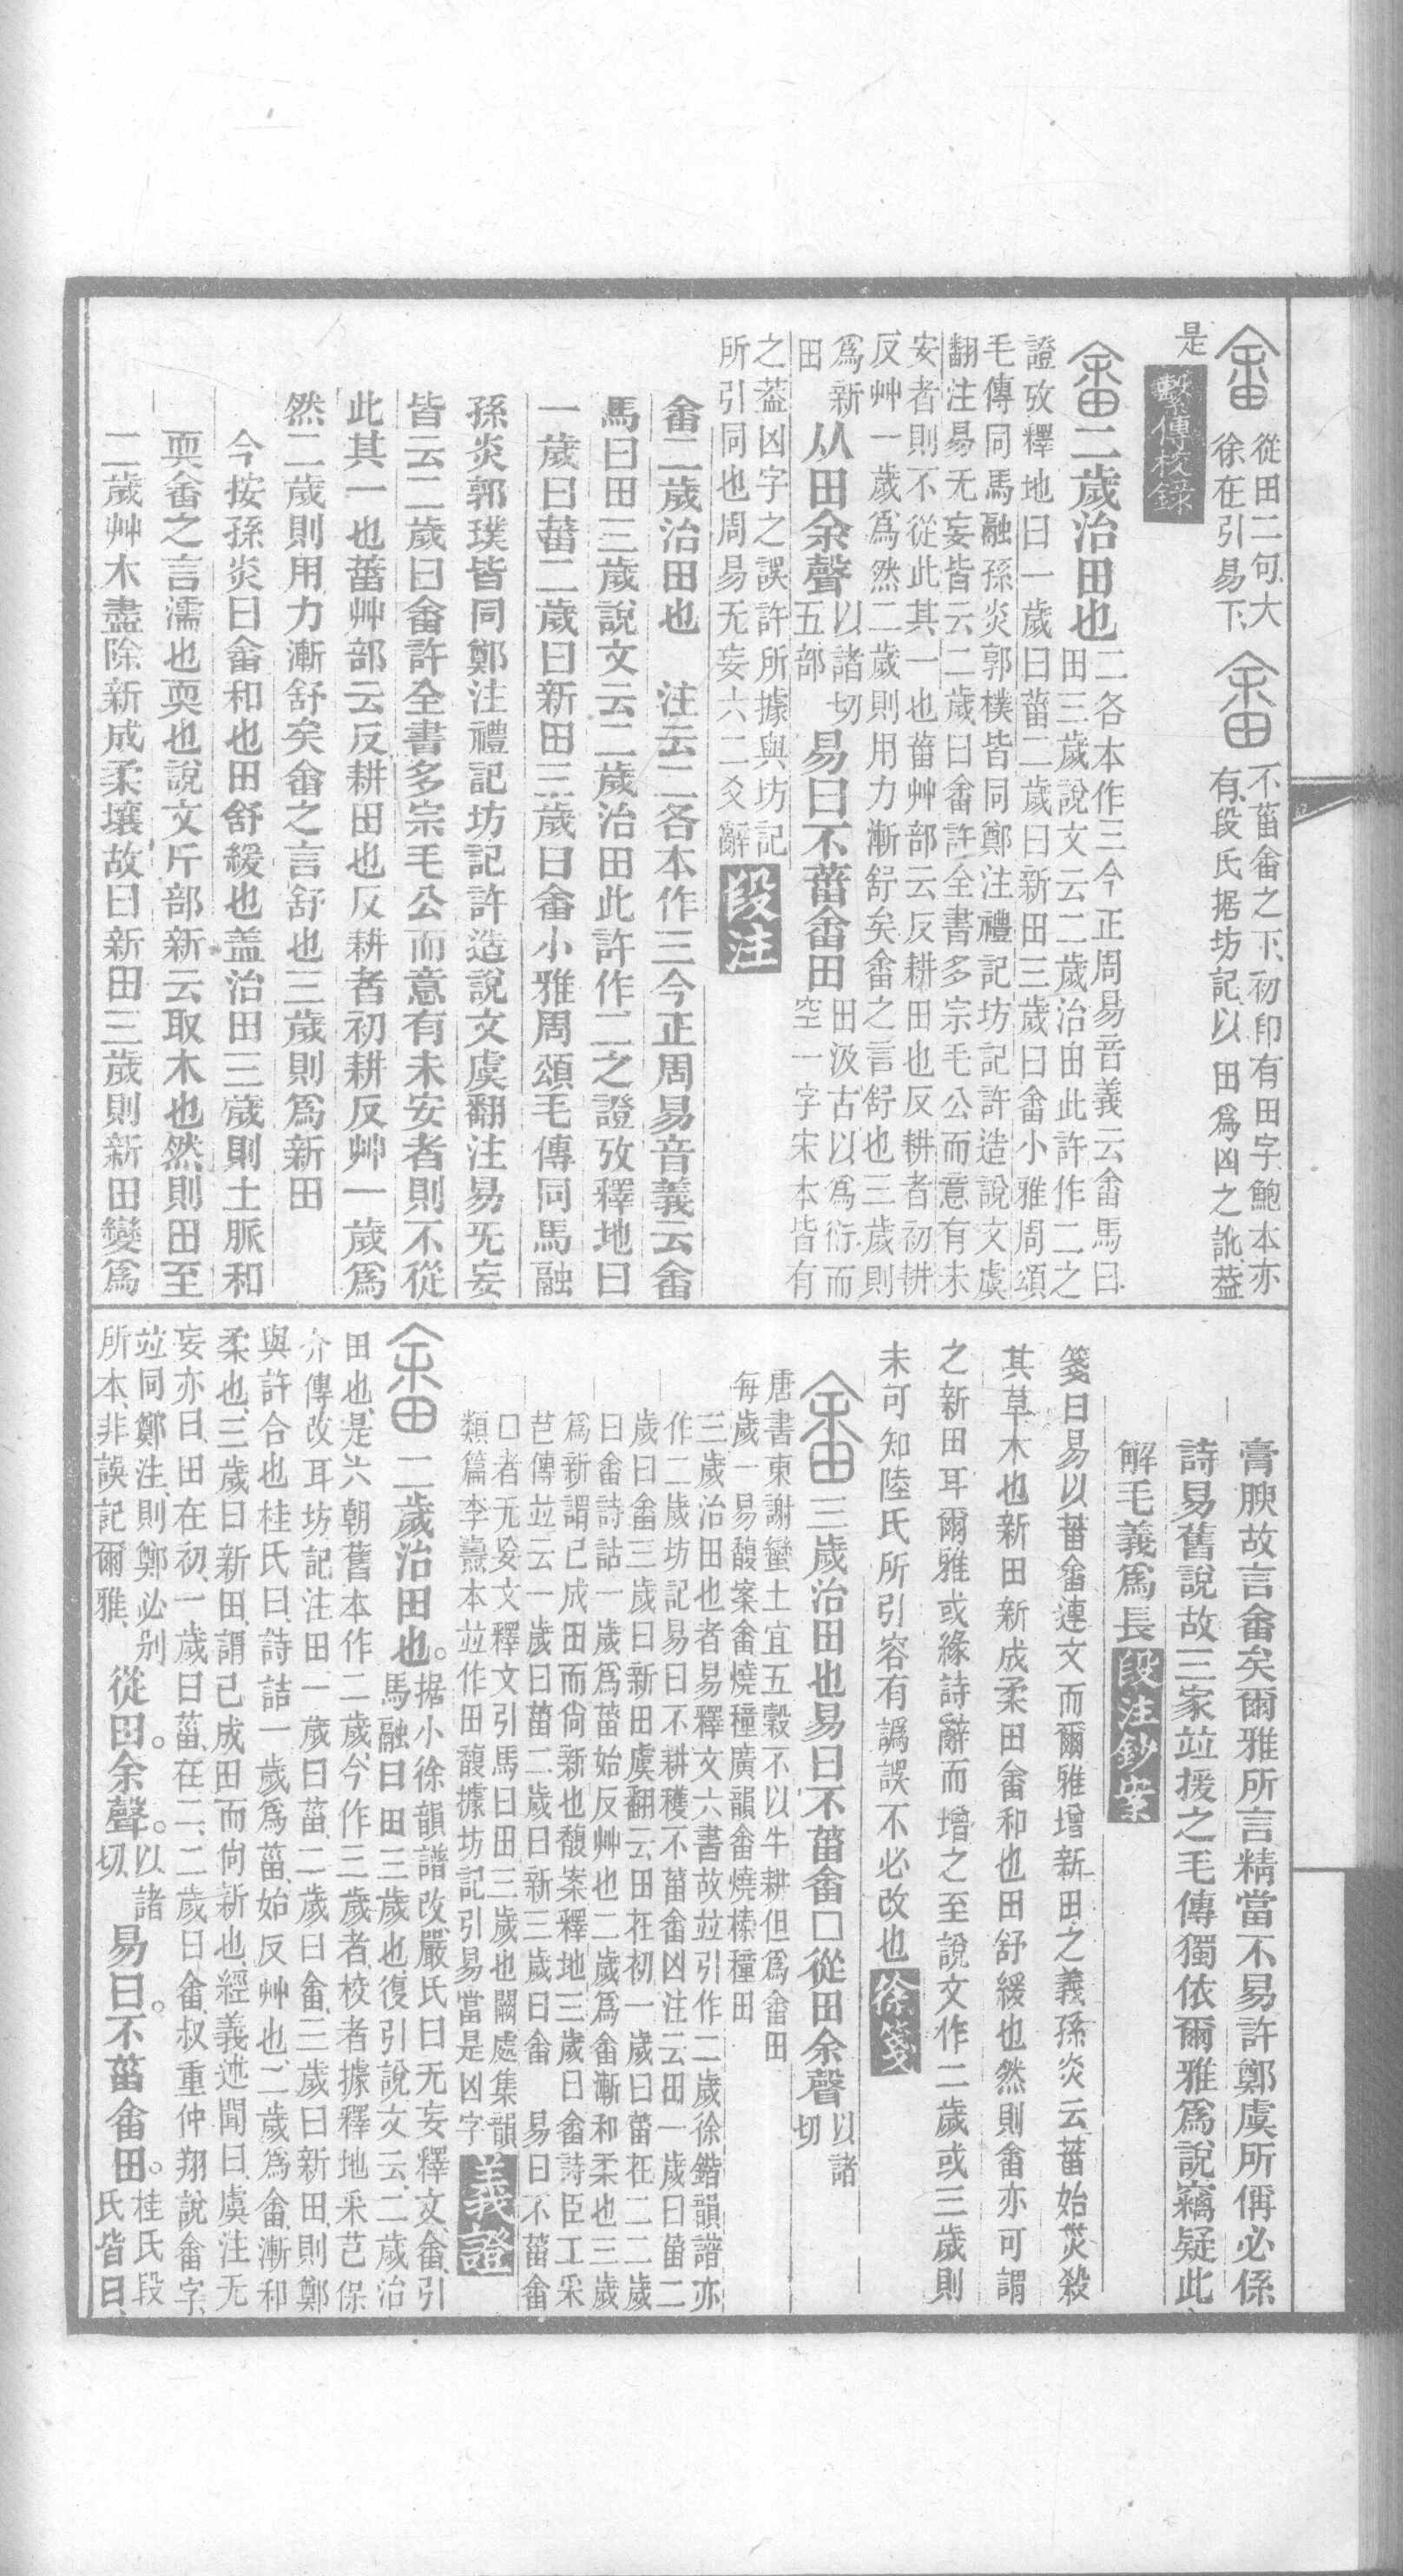 畬 從田二句大
徐在引易下
畬 不菑畬之下初印有田字鮑本亦
有段氏据坊記以田爲凶之訛葢
是 繫傳校錄
畬 二歲治田也 二各本作三今正周易音義云畬馬曰
田三歲說文云二歲治田此許作二之
證攷釋地曰一歲曰菑二歲曰新田三歲曰畬小雅周頌
毛傳同馬融孫炎郭樸皆同鄭注禮記坊記許造說文虞
翻注易无妄皆云二歲曰畬許全書多宗毛公而意有未
安者則不從此其一也菑艸部云反耕田也反耕者初耕
反艸一歲爲然二歲則用力漸舒矣畬之言舒也三歲則
爲新
田 从田余聲 以諸切
五部 易曰不菑畬田 田汲古以爲衍而
空一字宋本皆有
之葢凶字之誤許所據與坊記
所引同也周易无妄六二爻辭 段注
畬二歲治田也 注云二各本作三今正周易音義云畬
馬曰田三歲說文云二歲治田此許作二之證攷釋地曰
一歲曰菑二歲曰新田三歲曰畬小雅周頌毛傳同馬融
孫炎郭璞皆同鄭注禮記坊記許造說文虞翻注易无妄
皆云二歲曰畬許全書多宗毛公而意有未安者則不從
此其一也菑艸部云反耕田也反耕者初耕反艸一歲爲
然二歲則用力漸舒矣畬之言舒也三歲則爲新田
今按孫炎曰畬和也田舒緩也盖治田三歲則土脈和
耎畬之言濡也耎也說文斤部新云取木也然則田至
二歲艸木盡除新成柔壤故曰新田三歲則新田變爲
膏腴故言畬矣爾雅所言精當不易許鄭虞所偁必係
詩易舊說故三家竝援之毛傳獨依爾雅爲說竊疑此
解毛義爲長 段注鈔案
箋曰易以菑畬連文而爾雅增新田之義孫炎云菑始災殺
其草木也新田新成柔田畬和也田舒緩也然則畬亦可謂
之新田耳爾雅或緣詩辭而增之至說文作二歲或三歲則
未可知陸氏所引容有譌誤不必改也 徐箋
畬 三歲治田也易曰不菑畬囗從田余聲 以諸
切
唐書東謝蠻土宜五穀不以牛耕但爲畬田
每歲一易馥案畬燒種廣韻畬燒榛種田
三歲治田也者易釋文六書故竝引作二歲徐鍇韻譜亦
作二歲坊記易曰不耕穫不菑畬凶注云田一歲曰菑二
歲曰畬三歲曰新田虞翻云田在初一歲曰菑在二二歲
曰畬詩詁一歲爲菑始反艸也二歲爲畬漸和柔也三歲
爲新謂已成田而尙新也馥案釋地三歲曰畬詩臣工采
芑傳竝云一歲曰菑二歲曰新三歲曰畬 易曰不菑畬
囗者无妄文釋文引馬曰田三歲也闕處集韻
類篇李燾本竝作田馥據坊記引易當是凶字 義證
畬 二歲治田也。 据小徐韻譜改嚴氏曰无妄釋文畬引
馬融曰田三歲也復引說文云二歲治
田也是六朝舊本作二歲今作三歲者校者據釋地采芑保
介傳改耳坊記注田一歲曰菑二歲曰畬三歲曰新田則鄭
與許合也桂氏曰詩詁一歲爲菑始反艸也二歲爲畬漸和
柔也三歲曰新田謂已成田而尙新也經義述聞曰虞注无
妄亦曰田在初一歲曰菑在二二歲曰畬叔重仲翔說畬字
竝同鄭注則鄭必別
所本非誤記爾雅 從田。余聲。 以諸
切 易曰。不菑畬田。 桂氏段
氏皆曰